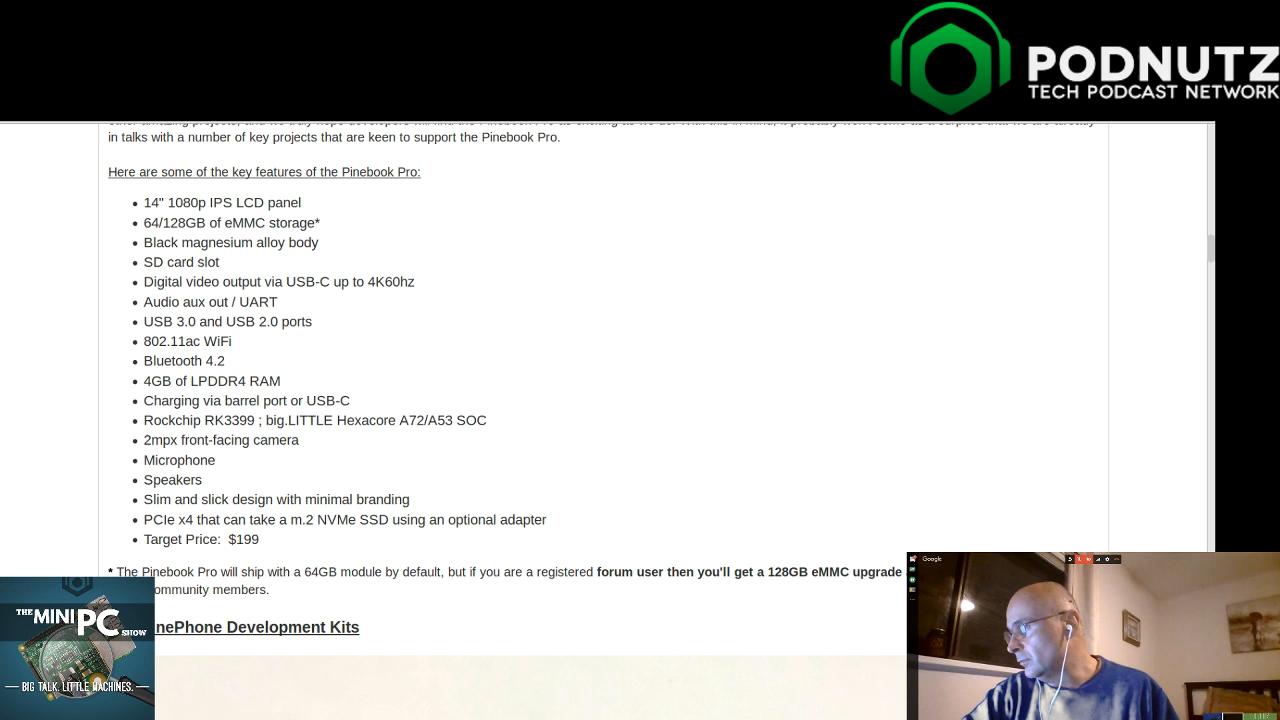 PODNUTZ
TECH PODCAST NETWORK
in talks with a number of key projects that are keen to support the Pinebook Pro.
Here are some of the key features of the Pinebook Pro:
14" 1080p IPS LCD panel
64/128GB of eMMC storage*
Black magnesium alloy body
SD card slot
Digital video output via USB-C up to 4K60hz
Audio aux out / UART
USB 3.0 and USB 2.0 ports
802.11ac WiFi
Bluetooth 4.2
4GB of LPDDR4 RAM
Charging via barrel port or USB-C
Rockchip RK3399 ; big.LITTLE Hexacore A72/A53 SOC
2mpx front-facing camera
Microphone
Speakers
Slim and slick design with minimal branding
PCIe x4 that can take a m.2 NVMe SSD using an optional adapter
Target Price: $199
* The Pinebook Pro will ship with a 64GB module by default, but if you are a registered forum user then you'll get a 128GB eMMC upgrade
ommunity members.
nePhone Development Kits
Google
THE MINI PC SHOW
BIG TALK. LITTLE MACHINES.